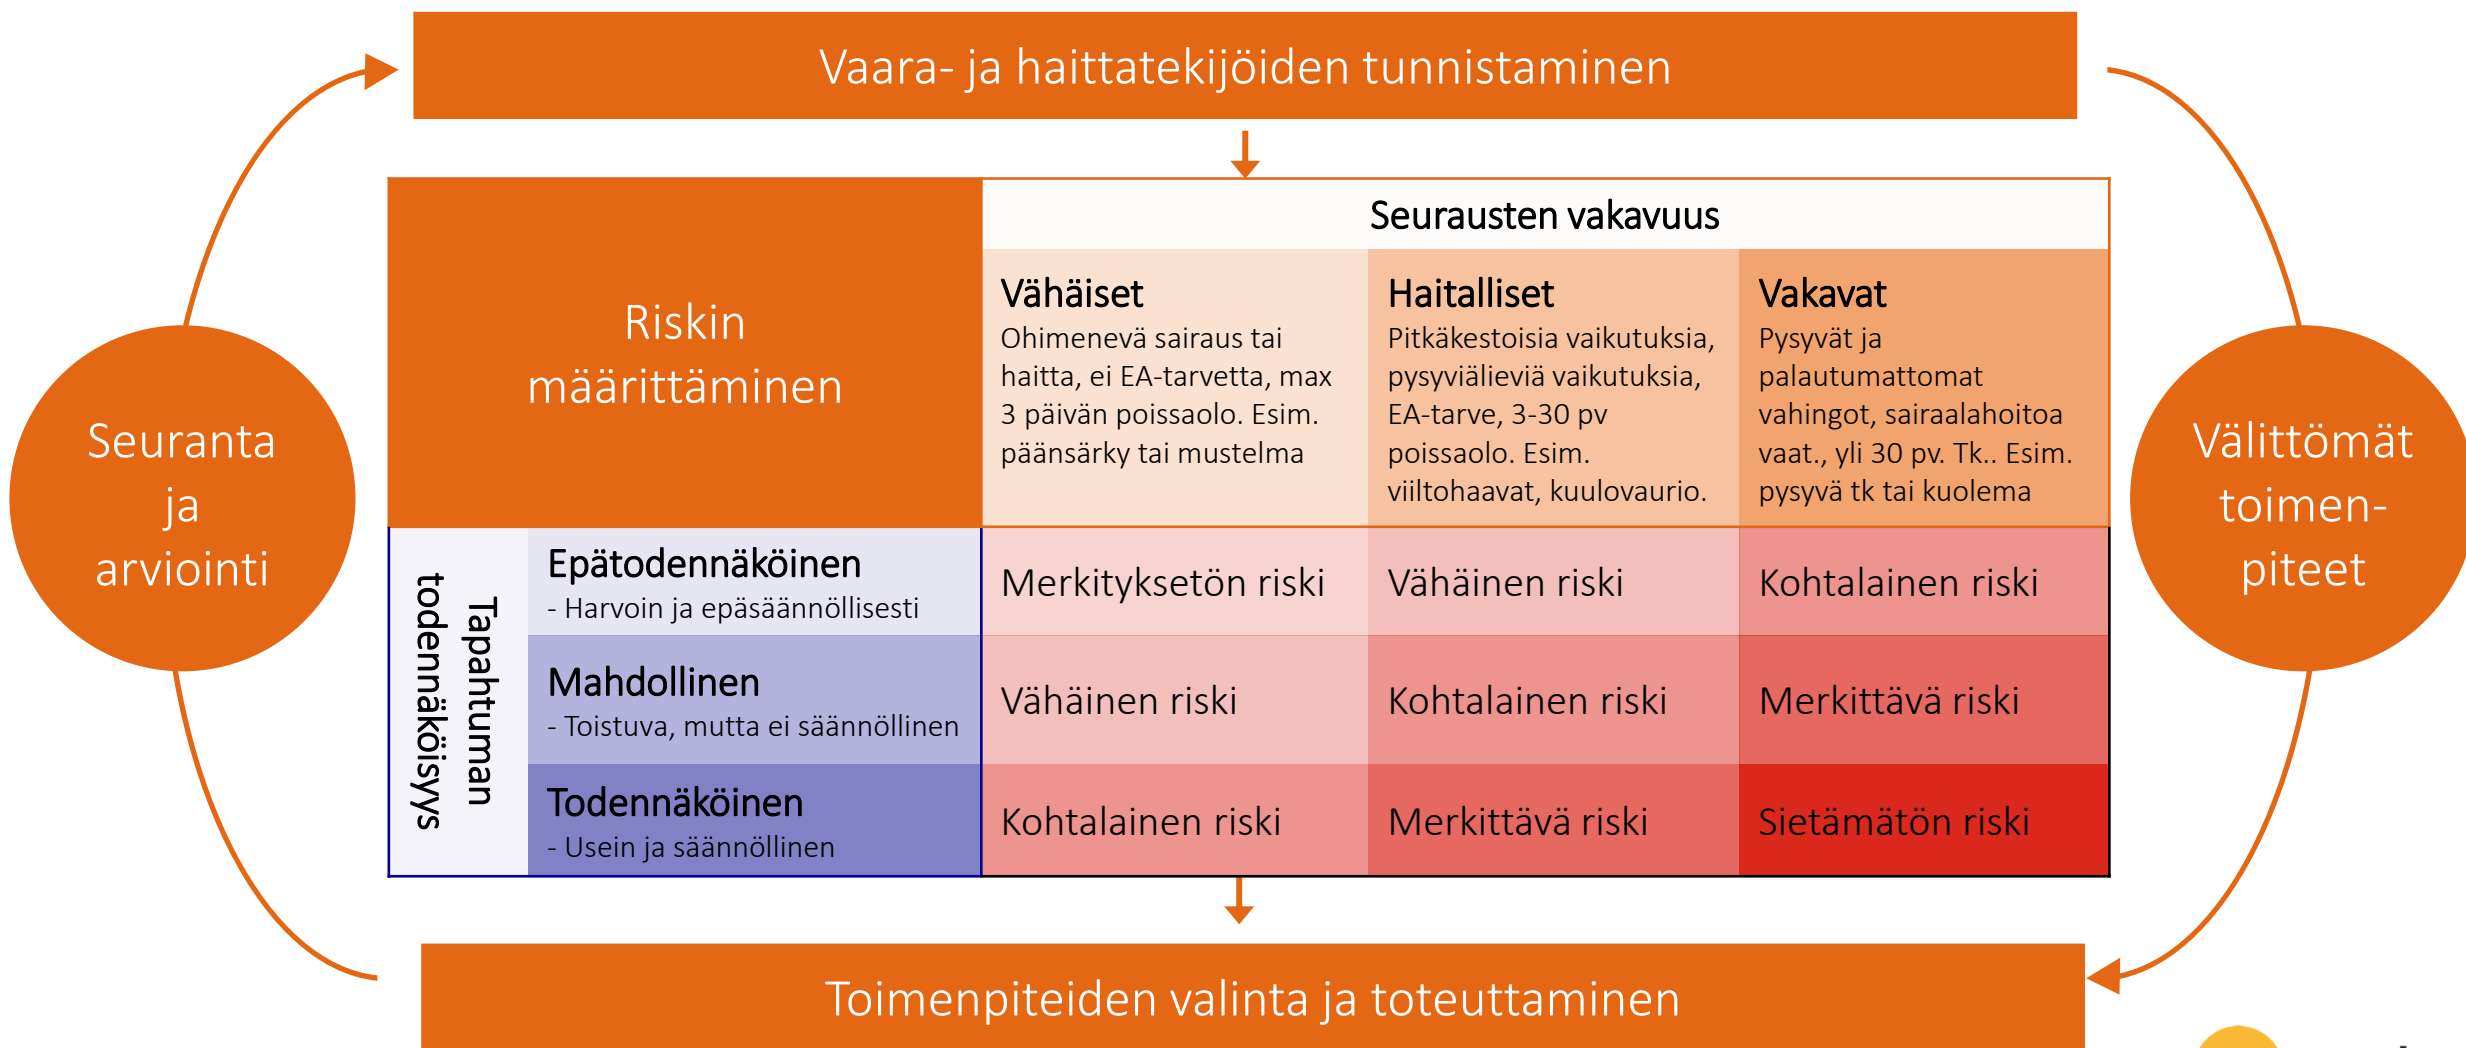 Vaara- ja haittatekijöiden tunnistaminen
Seuranta
ja
arviointi
Riskin
määrittäminen
Seurausten vakavuus
Vähäiset
Ohimenevä sairaus tai
haitta, ei EA-tarvetta, max
3 päivän poissaolo. Esim.
päänsärky tai mustelma
Haitalliset
Pitkäkestoisia vaikutuksia,
pysyviälieviä vaikutuksia,
EA-tarve, 3-30 pv
poissaolo. Esim.
viiltohaavat, kuulovaurio.
Vakavat
Pysyvät ja
palautumattomat
vahingot, sairaalahoitoa
vaat., yli 30 pv. Tk.. Esim.
pysyvä tk tai kuolema
Välittömät
toimen-
piteet
Tapahtuman
todennäköisyys
Epätodennäköinen
- Harvoin ja epäsäännöllisesti
Merkityksetön riski
Vähäinen riski
Kohtalainen riski
Mahdollinen
- Toistuva, mutta ei säännöllinen
Vähäinen riski
Kohtalainen riski
Merkittävä riski
Todennäköinen
- Usein ja säännöllinen
Kohtalainen riski
Merkittävä riski
Sietämätön riski
Toimenpiteiden valinta ja toteuttaminen